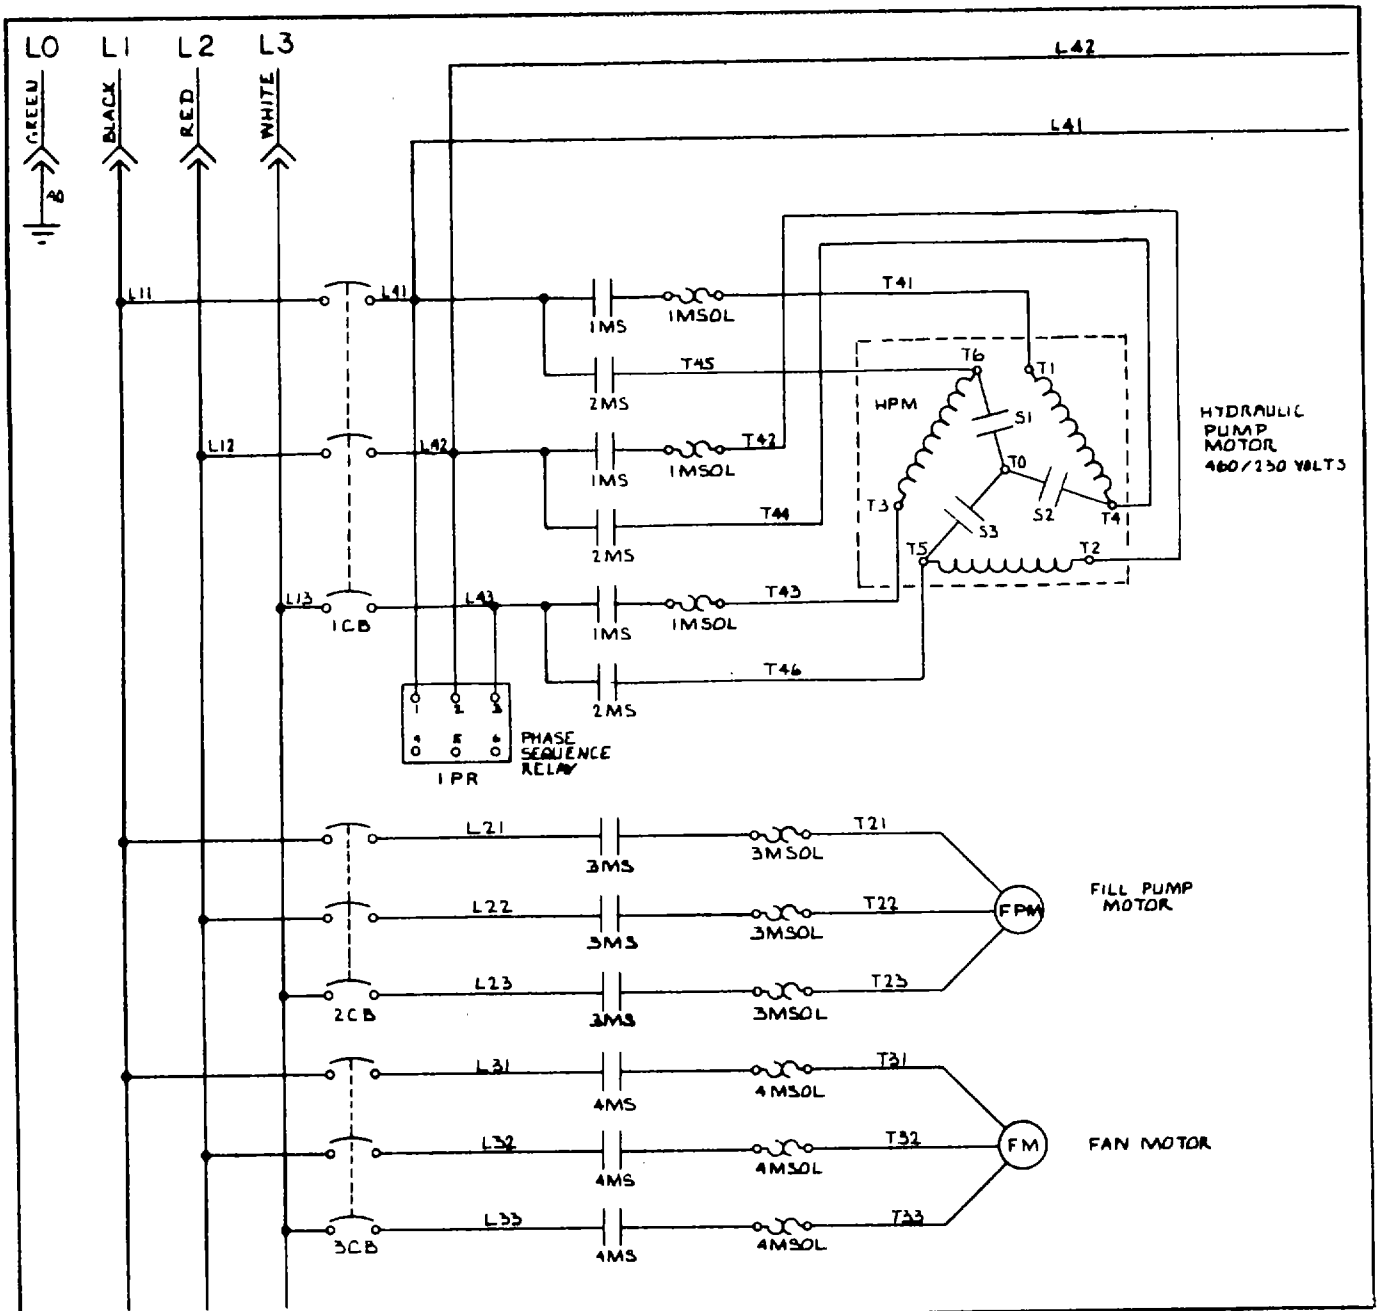 L0 L1 L2 L3
GREEN BLACK RED WHITE
L42
L41
L11 L41 1MS 1MSOL T41
2MS T45 T6 T1
HPM S1
HYDRAULIC
PUMP
MOTOR
460/230 VOLTS
L12 L42 1MS 1MSOL T42
T0
S2
S3
T3 T4
2MS T44
T5 T2
L13 1CB L43 1MS 1MSOL T43
2MS T46
1 2 3
4 5 6
PHASE
SEQUENCE
RELAY
1PR
L21 3MS 3MSOL T21
L22 3MS 3MSOL T22
FPM
FILL PUMP
MOTOR
2CB L23 3MS 3MSOL T23
L31 4MS 4MSOL T31
L32 4MS 4MSOL T32
FM
FAN MOTOR
3CB L33 4MS 4MSOL T33